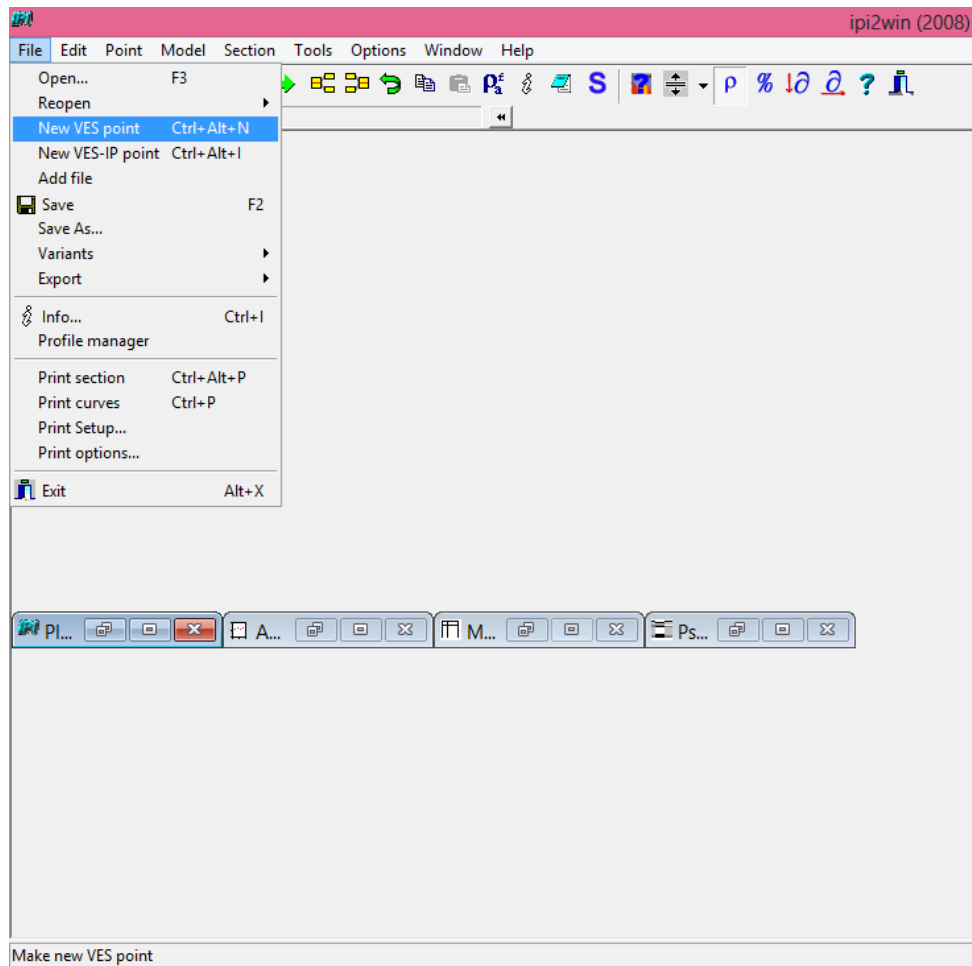 ipi2win (2008)
File Edit Point Model Section Tools Options Window Help
Open... F3
Reopen
New VES point Ctrl+Alt+N
New VES-IP point Ctrl+Alt+I
Add file
Save F2
Save As...
Variants
Export
Info... Ctrl+I
Profile manager
Print section Ctrl+Alt+P
Print curves Ctrl+P
Print Setup...
Print options...
Exit Alt+X
S ρ % ?
Pl... A... M... Ps...
Make new VES point